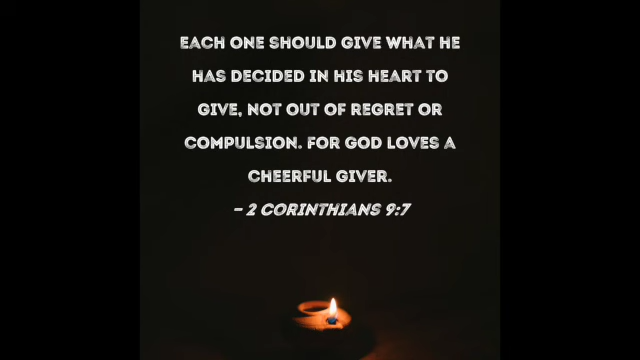 EACH ONE SHOULD GIVE WHAT HE
HAS DECIDED IN HIS HEART TO
GIVE, NOT OUT OF REGRET OR
COMPULSION. FOR GOD LOVES A
CHEERFUL GIVER.
– 2 CORINTHIANS 9:7